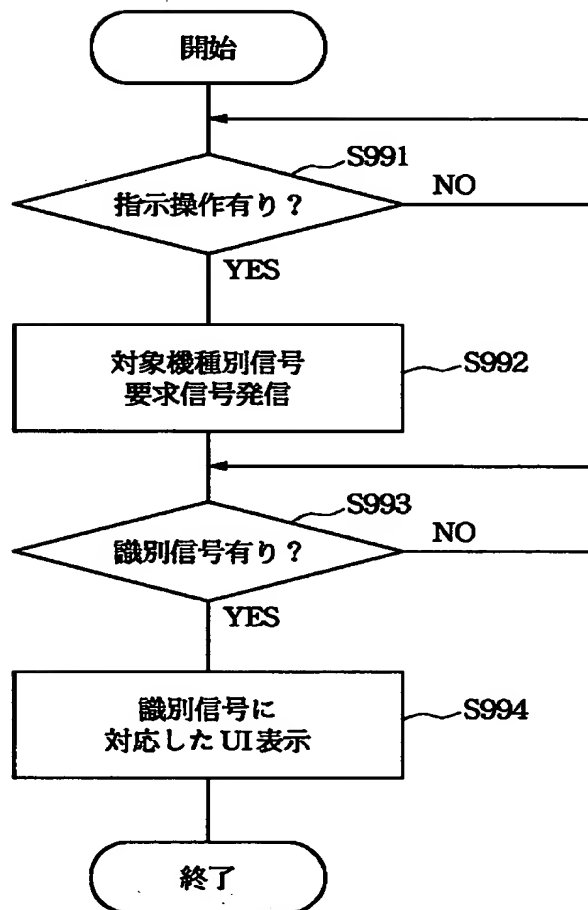 開始
S991
指示操作有り？
NO
YES
対象機種別信号
要求信号発信
S992
S993
識別信号有り？
NO
YES
識別信号に
対応したUI表示
S994
終了